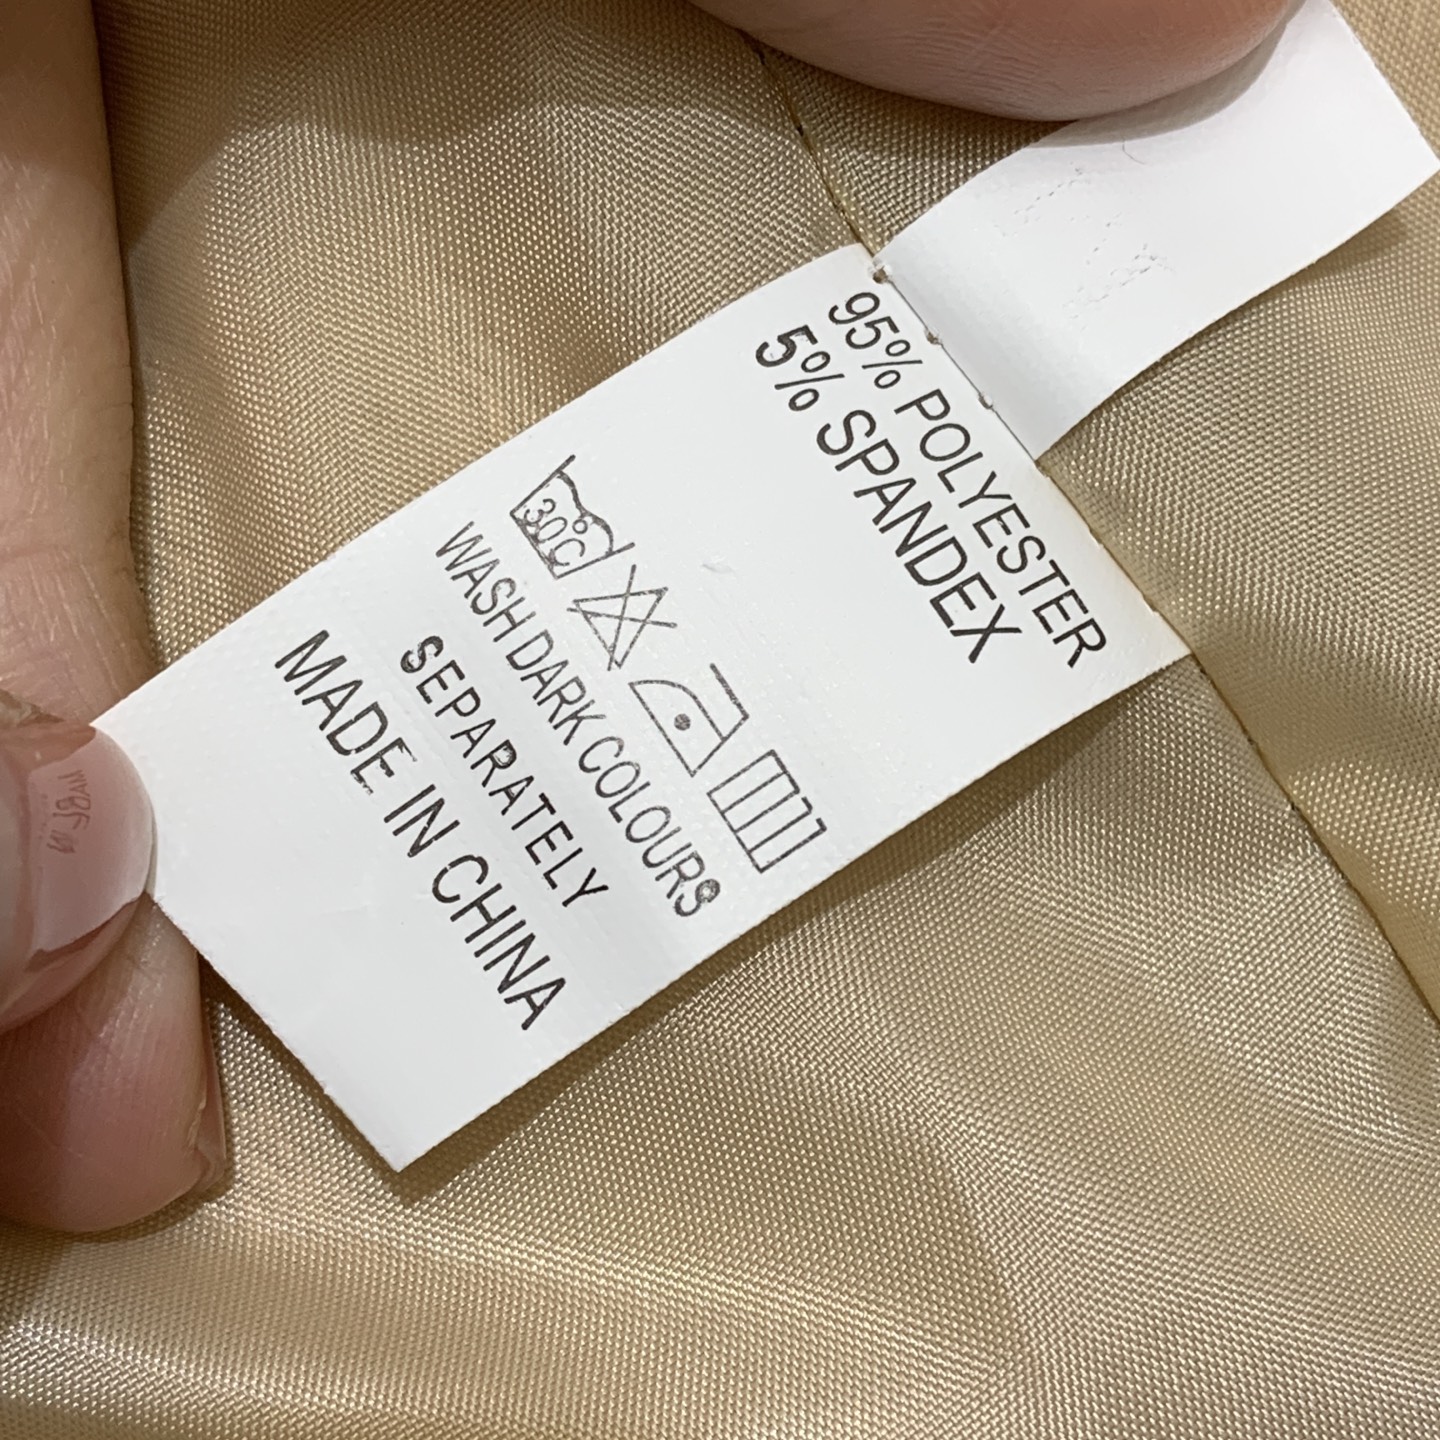 95% POLYESTER
5% SPANDEX
30°C
WASH DARK COLOURS
SEPARATELY
MADE IN CHINA